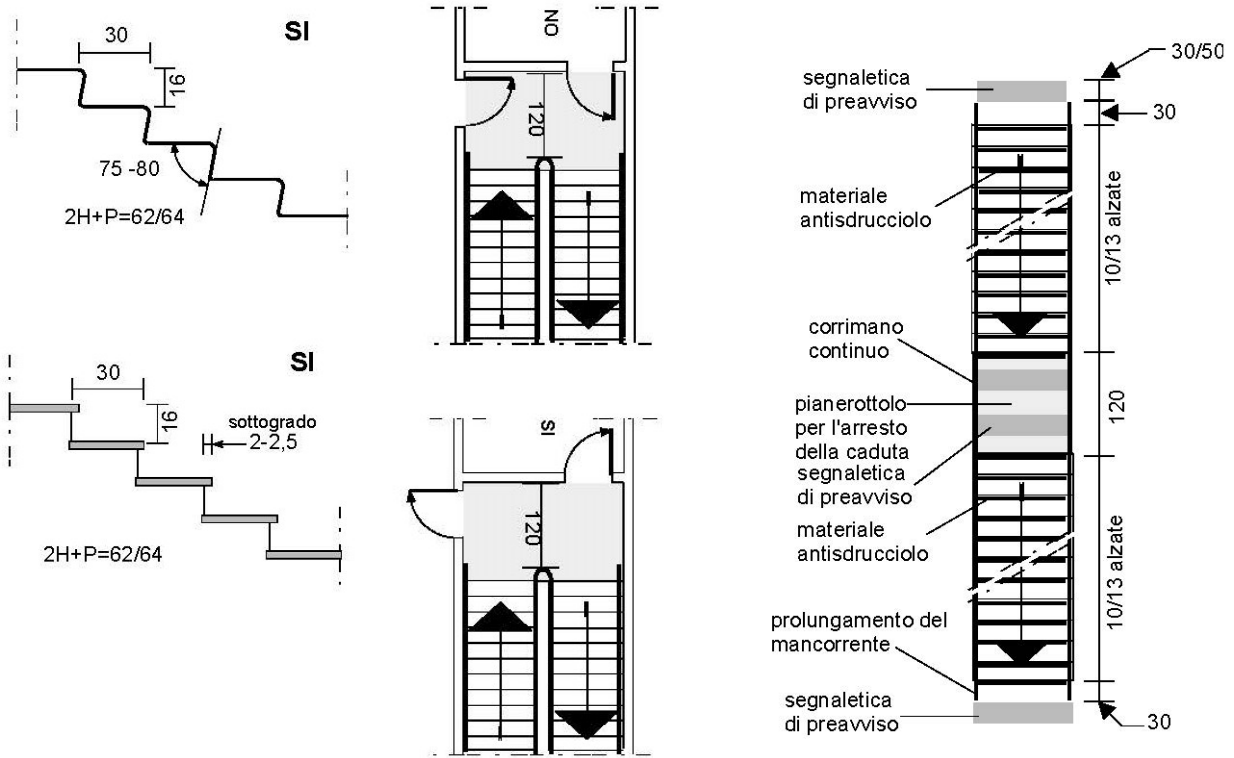 30
SI
16
75 -80
2H+P=62/64
30
SI
16
sottogrado
2-2,5
2H+P=62/64
NO
120
SI
120
segnaletica
di preavviso
30/50
30
materiale
antisdrucciolo
10/13 alzate
corrimano
continuo
pianerottolo
per l'arresto
della caduta
120
segnaletica
di preavviso
materiale
antisdrucciolo
10/13 alzate
prolungamento del
mancorrente
segnaletica
di preavviso
30